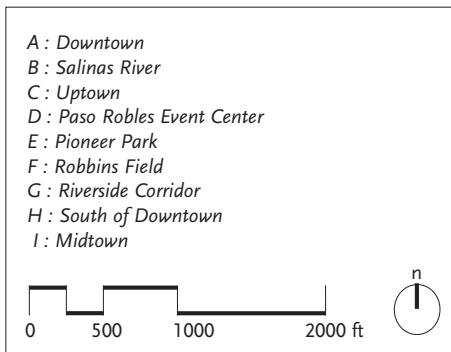 A : Downtown
B : Salinas River
C : Uptown
D : Paso Robles Event Center
E : Pioneer Park
F : Robbins Field
G : Riverside Corridor
H : South of Downtown
I : Midtown
n
0 500 1000 2000 ft